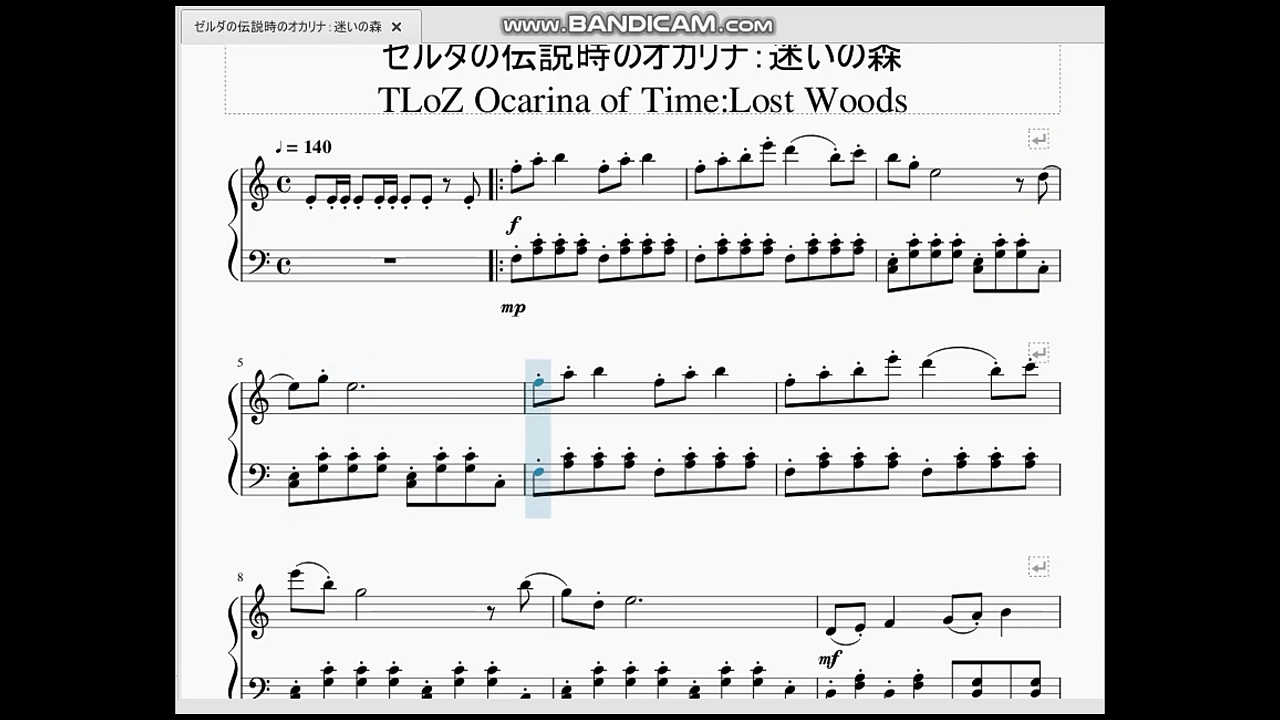 www.BANDICAM.com
ゼルダの伝説時のオカリナ:迷いの森 ×
ゼルダの伝説時のオカリナ:迷いの森
TLoZ Ocarina of Time:Lost Woods
♩= 140
f
mp
5
8
mf